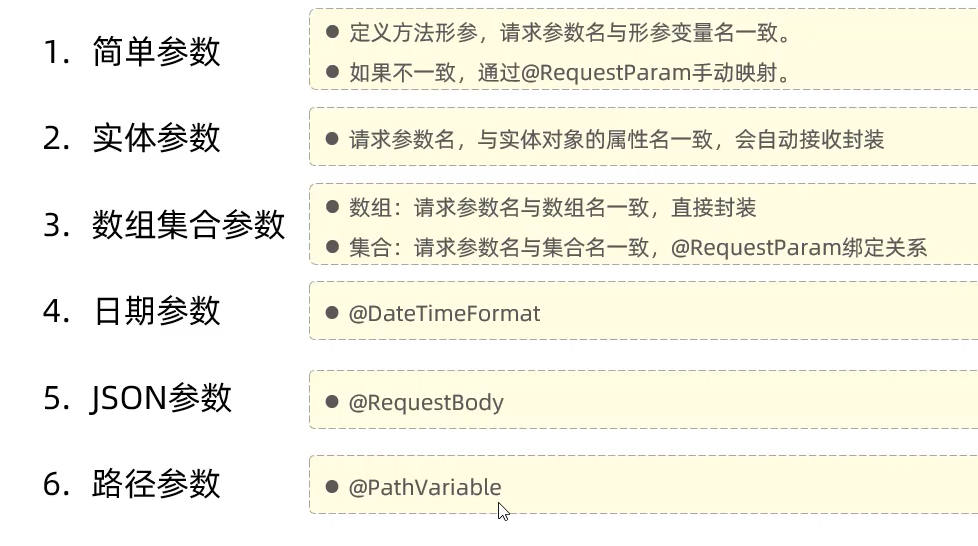 1. 简单参数
● 定义方法形参，请求参数名与形参变量名一致。
● 如果不一致，通过@RequestParam手动映射。
2. 实体参数
● 请求参数名，与实体对象的属性名一致，会自动接收封装
3. 数组集合参数
● 数组：请求参数名与数组名一致，直接封装
● 集合：请求参数名与集合名一致，@RequestParam绑定关系
4. 日期参数
● @DateTimeFormat
5. JSON参数
● @RequestBody
6. 路径参数
● @PathVariable